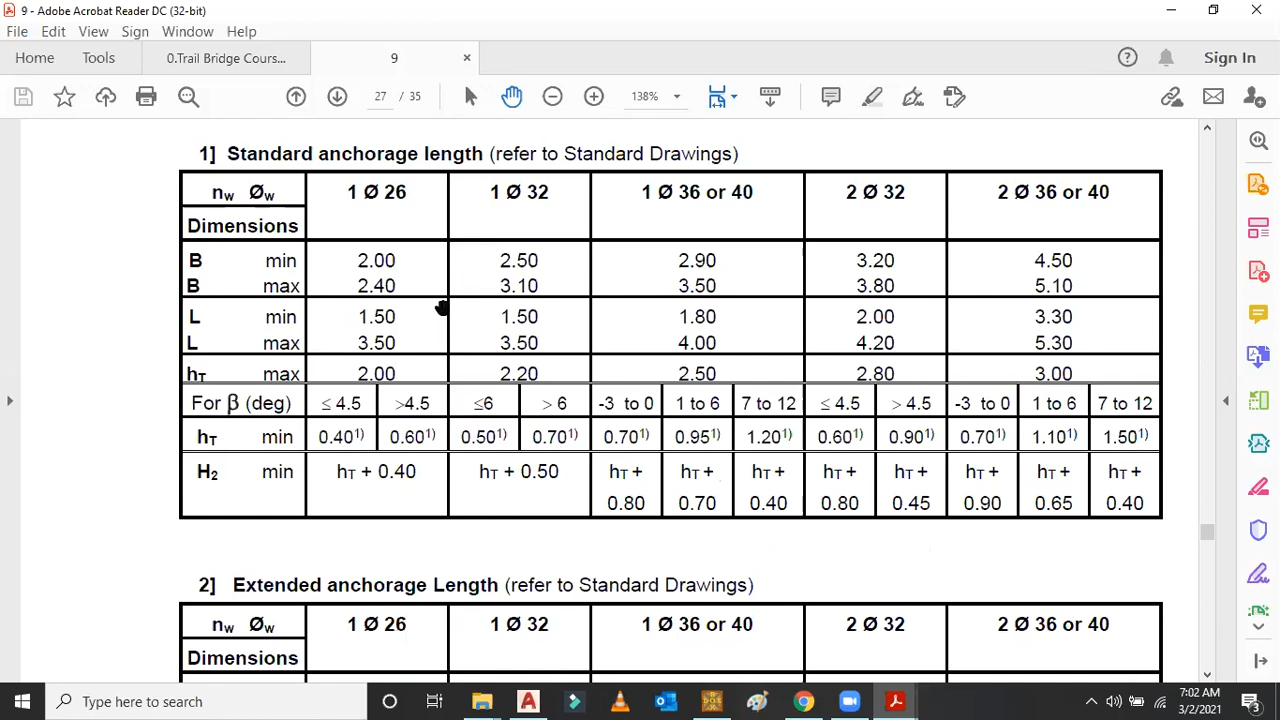 9 - Adobe Acrobat Reader DC (32-bit)
File Edit View Sign Window Help
Home Tools 0.Trail Bridge Cours... 9 × Sign In
27 / 35 138%
1] Standard anchorage length (refer to Standard Drawings)
nw Øw 1 Ø 26 1 Ø 32 1 Ø 36 or 40 2 Ø 32 2 Ø 36 or 40
Dimensions
B min 2.00 2.50 2.90 3.20 4.50
B max 2.40 3.10 3.50 3.80 5.10
L min 1.50 1.50 1.80 2.00 3.30
L max 3.50 3.50 4.00 4.20 5.30
hT max 2.00 2.20 2.50 2.80 3.00
For β (deg) ≤ 4.5 >4.5 ≤6 > 6 -3 to 0 1 to 6 7 to 12 ≤ 4.5 > 4.5 -3 to 0 1 to 6 7 to 12
hT min 0.40¹⁾ 0.60¹⁾ 0.50¹⁾ 0.70¹⁾ 0.70¹⁾ 0.95¹⁾ 1.20¹⁾ 0.60¹⁾ 0.90¹⁾ 0.70¹⁾ 1.10¹⁾ 1.50¹⁾
H2 min hT + 0.40 hT + 0.50 hT + hT + hT + hT + hT + hT + hT + hT +
0.80 0.70 0.40 0.80 0.45 0.90 0.65 0.40
2] Extended anchorage Length (refer to Standard Drawings)
nw Øw 1 Ø 26 1 Ø 32 1 Ø 36 or 40 2 Ø 32 2 Ø 36 or 40
Dimensions
Type here to search
7:02 AM
3/2/2021
3